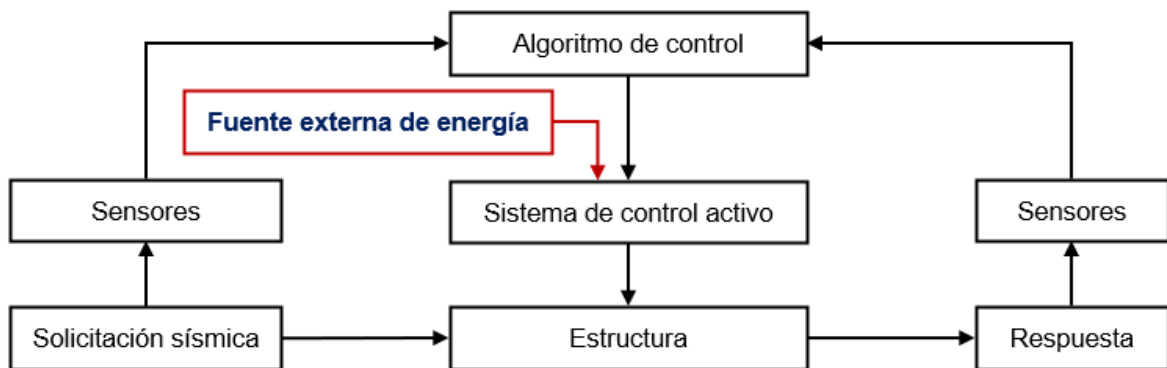 Algoritmo de control
Fuente externa de energía
Sensores
Sistema de control activo
Sensores
Solicitación sísmica
Estructura
Respuesta